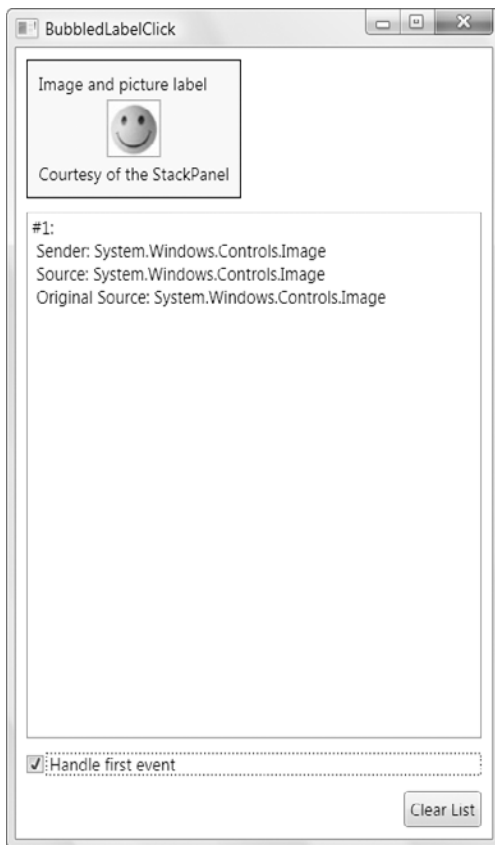 BubbledLabelClick
Image and picture label
Courtesy of the StackPanel
#1:
Sender: System.Windows.Controls.Image
Source: System.Windows.Controls.Image
Original Source: System.Windows.Controls.Image
Handle first event
Clear List